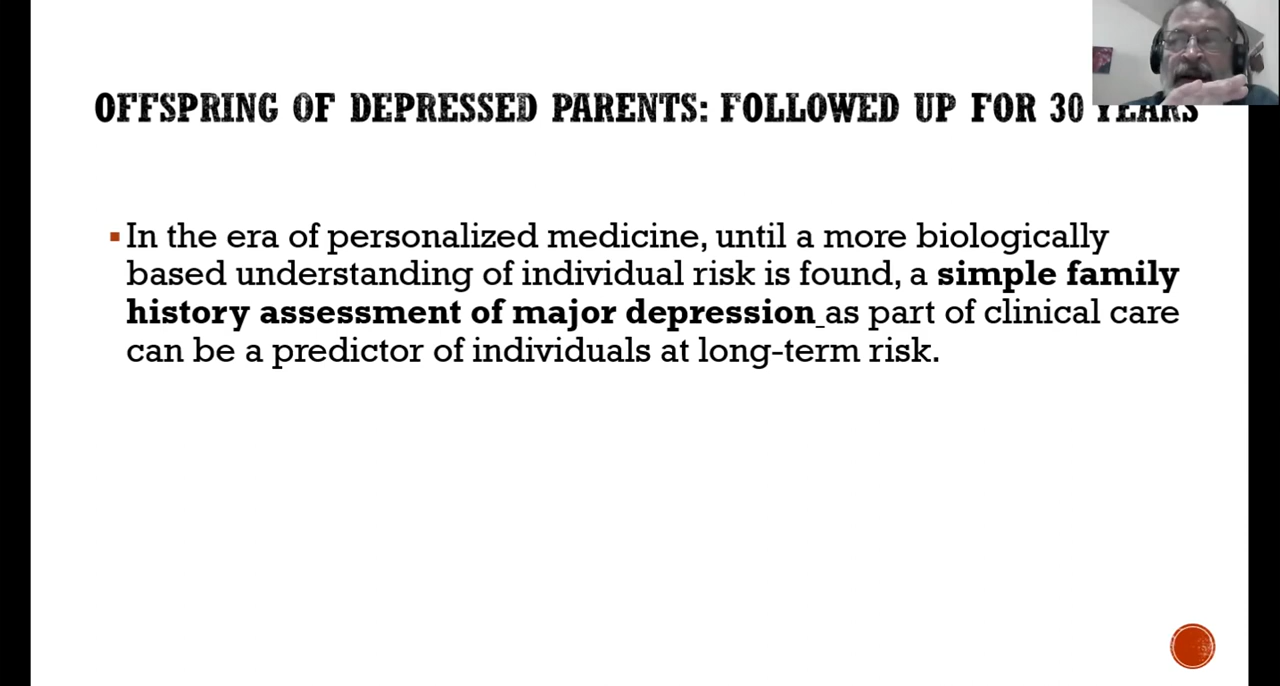 OFFSPRING OF DEPRESSED PARENTS: FOLLOWED UP FOR 30 YEARS
In the era of personalized medicine, until a more biologically
based understanding of individual risk is found, a simple family
history assessment of major depression as part of clinical care
can be a predictor of individuals at long-term risk.